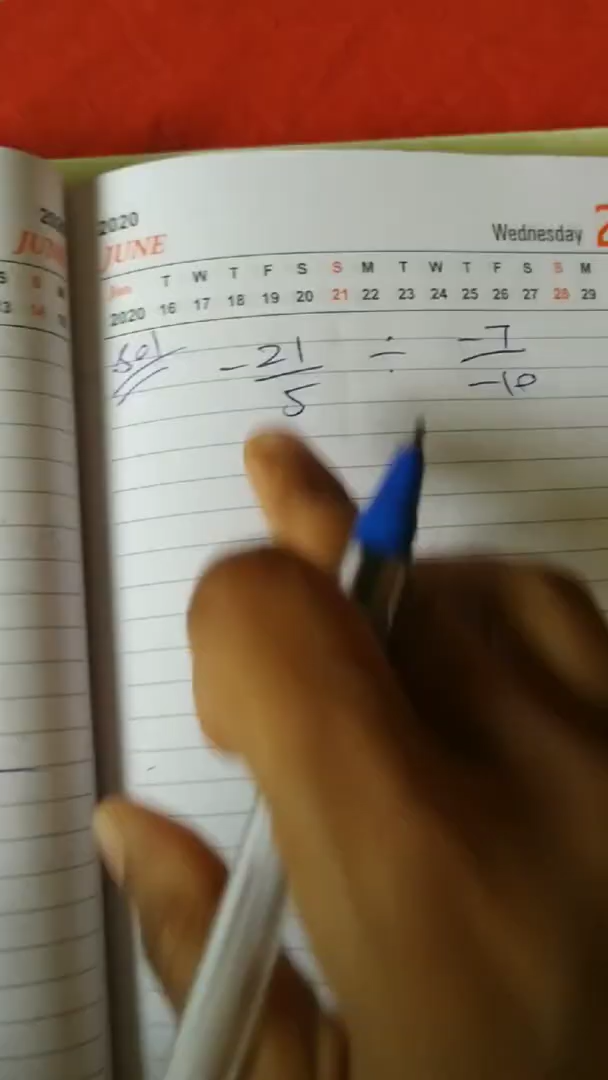 2020
JUNE
Wednesday 2
T W T F S S M T W T F S S M
2020 16 17 18 19 20 21 22 23 24 25 26 27 28 29
Sol
-21/5 ÷ -7/-10